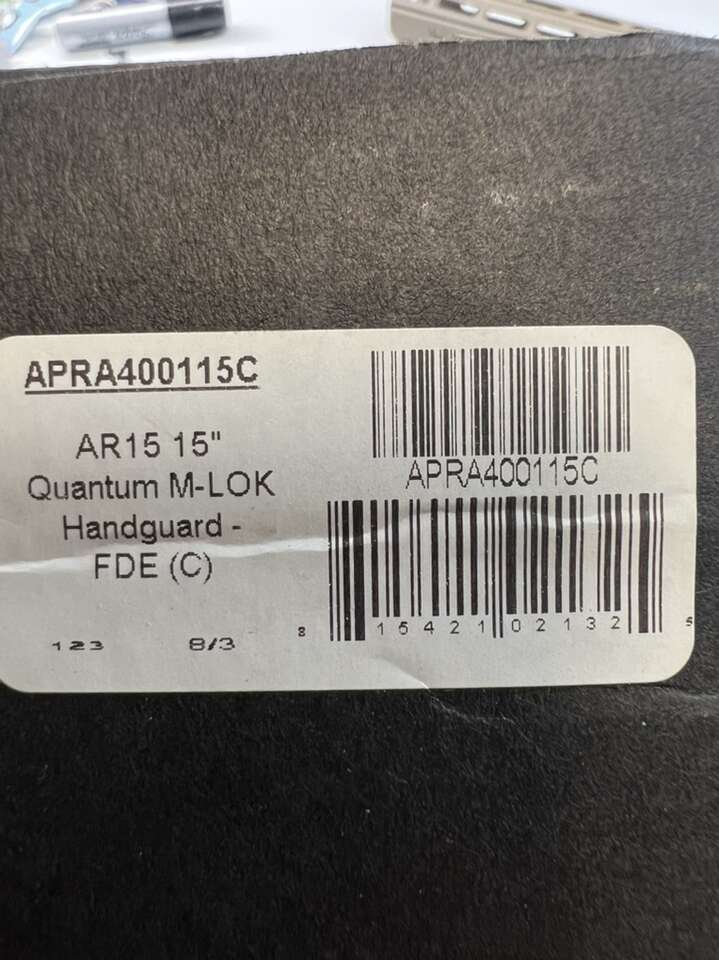 APRA400115C
AR15 15"
Quantum M-LOK
Handguard -
FDE (C)
123 8/3
APRA400115C
8 15421 02132 5